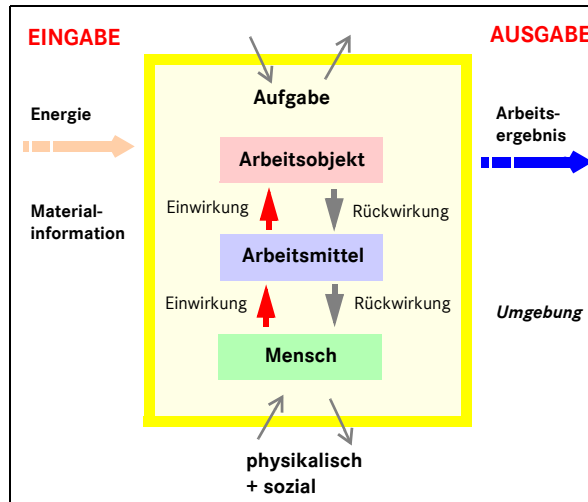 EINGABE
AUSGABE
Aufgabe
Energie
Arbeits-
ergebnis
Arbeitsobjekt
Material-
information
Einwirkung
Rückwirkung
Arbeitsmittel
Einwirkung
Rückwirkung
Umgebung
Mensch
physikalisch
+ sozial